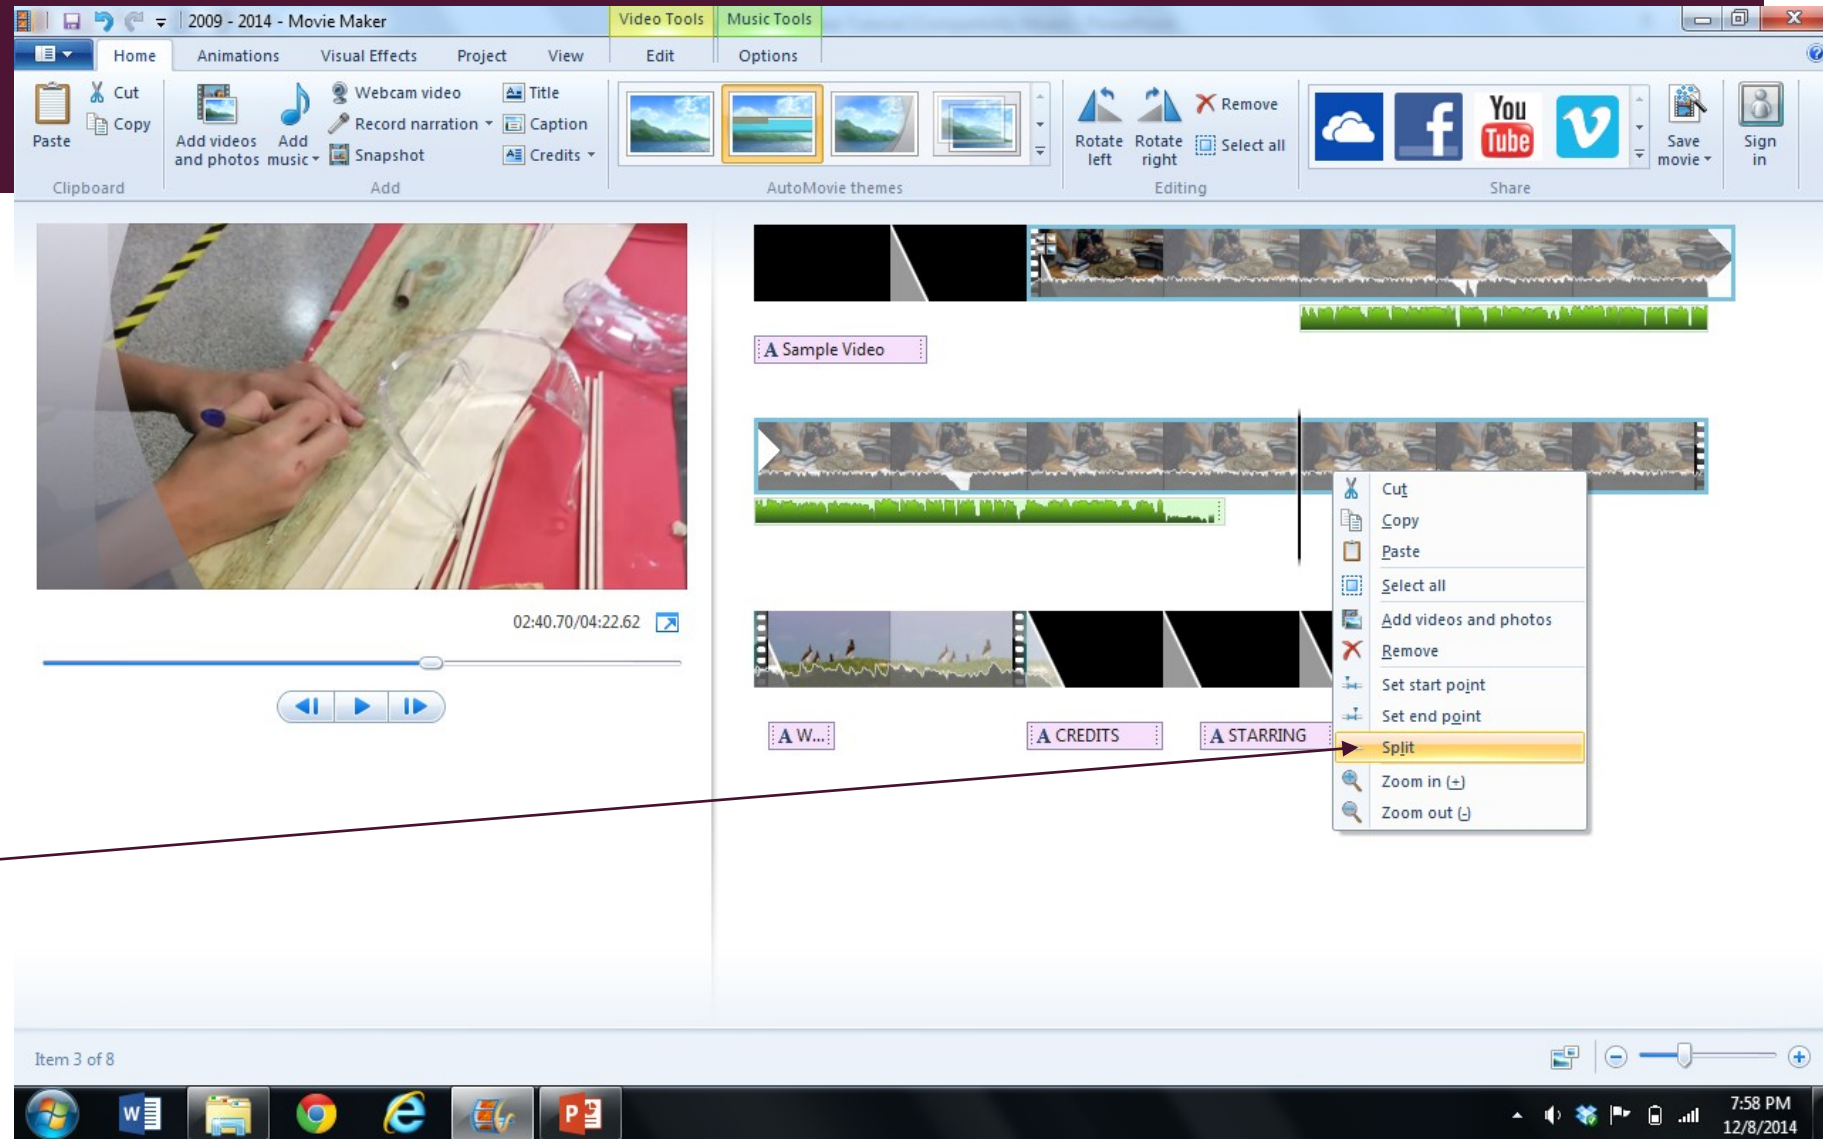 2009 - 2014 - Movie Maker
Video Tools
Music Tools
Home
Animations
Visual Effects
Project
View
Edit
Options
Paste
Cut
Copy
Clipboard
Add videos
and photos
Add
music
Webcam video
Record narration
Snapshot
Title
Caption
Credits
Add
AutoMovie themes
Rotate
left
Rotate
right
Remove
Select all
Editing
f
You
Tube
v
Share
Save
movie
Sign
in
A Sample Video
02:40.70/04:22.62
A W...
A CREDITS
A STARRING
Cut
Copy
Paste
Select all
Add videos and photos
Remove
Set start point
Set end point
Split
Zoom in (+)
Zoom out (-)
Item 3 of 8
W
P
7:58 PM
12/8/2014